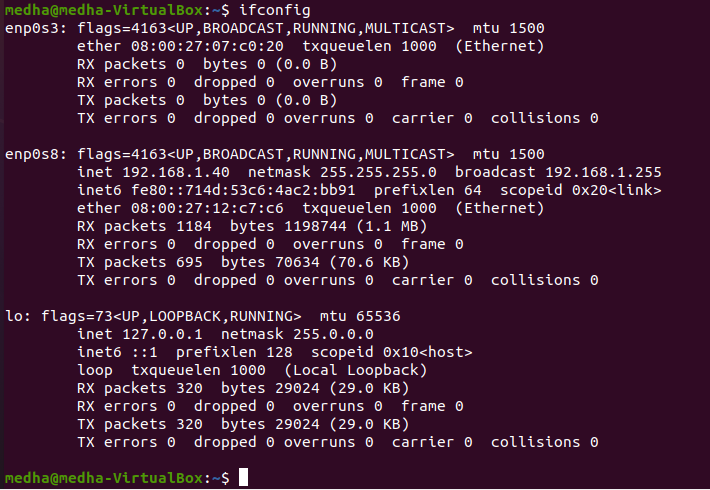 medha@medha-VirtualBox:~$ ifconfig
enp0s3: flags=4163<UP,BROADCAST,RUNNING,MULTICAST>  mtu 1500
        ether 08:00:27:07:c0:20  txqueuelen 1000  (Ethernet)
        RX packets 0  bytes 0 (0.0 B)
        RX errors 0  dropped 0  overruns 0  frame 0
        TX packets 0  bytes 0 (0.0 B)
        TX errors 0  dropped 0 overruns 0  carrier 0  collisions 0

enp0s8: flags=4163<UP,BROADCAST,RUNNING,MULTICAST>  mtu 1500
        inet 192.168.1.40  netmask 255.255.255.0  broadcast 192.168.1.255
        inet6 fe80::714d:53c6:4ac2:bb91  prefixlen 64  scopeid 0x20<link>
        ether 08:00:27:12:c7:c6  txqueuelen 1000  (Ethernet)
        RX packets 1184  bytes 1198744 (1.1 MB)
        RX errors 0  dropped 0  overruns 0  frame 0
        TX packets 695  bytes 70634 (70.6 KB)
        TX errors 0  dropped 0 overruns 0  carrier 0  collisions 0

lo: flags=73<UP,LOOPBACK,RUNNING>  mtu 65536
        inet 127.0.0.1  netmask 255.0.0.0
        inet6 ::1  prefixlen 128  scopeid 0x10<host>
        loop  txqueuelen 1000  (Local Loopback)
        RX packets 320  bytes 29024 (29.0 KB)
        RX errors 0  dropped 0  overruns 0  frame 0
        TX packets 320  bytes 29024 (29.0 KB)
        TX errors 0  dropped 0 overruns 0  carrier 0  collisions 0

medha@medha-VirtualBox:~$